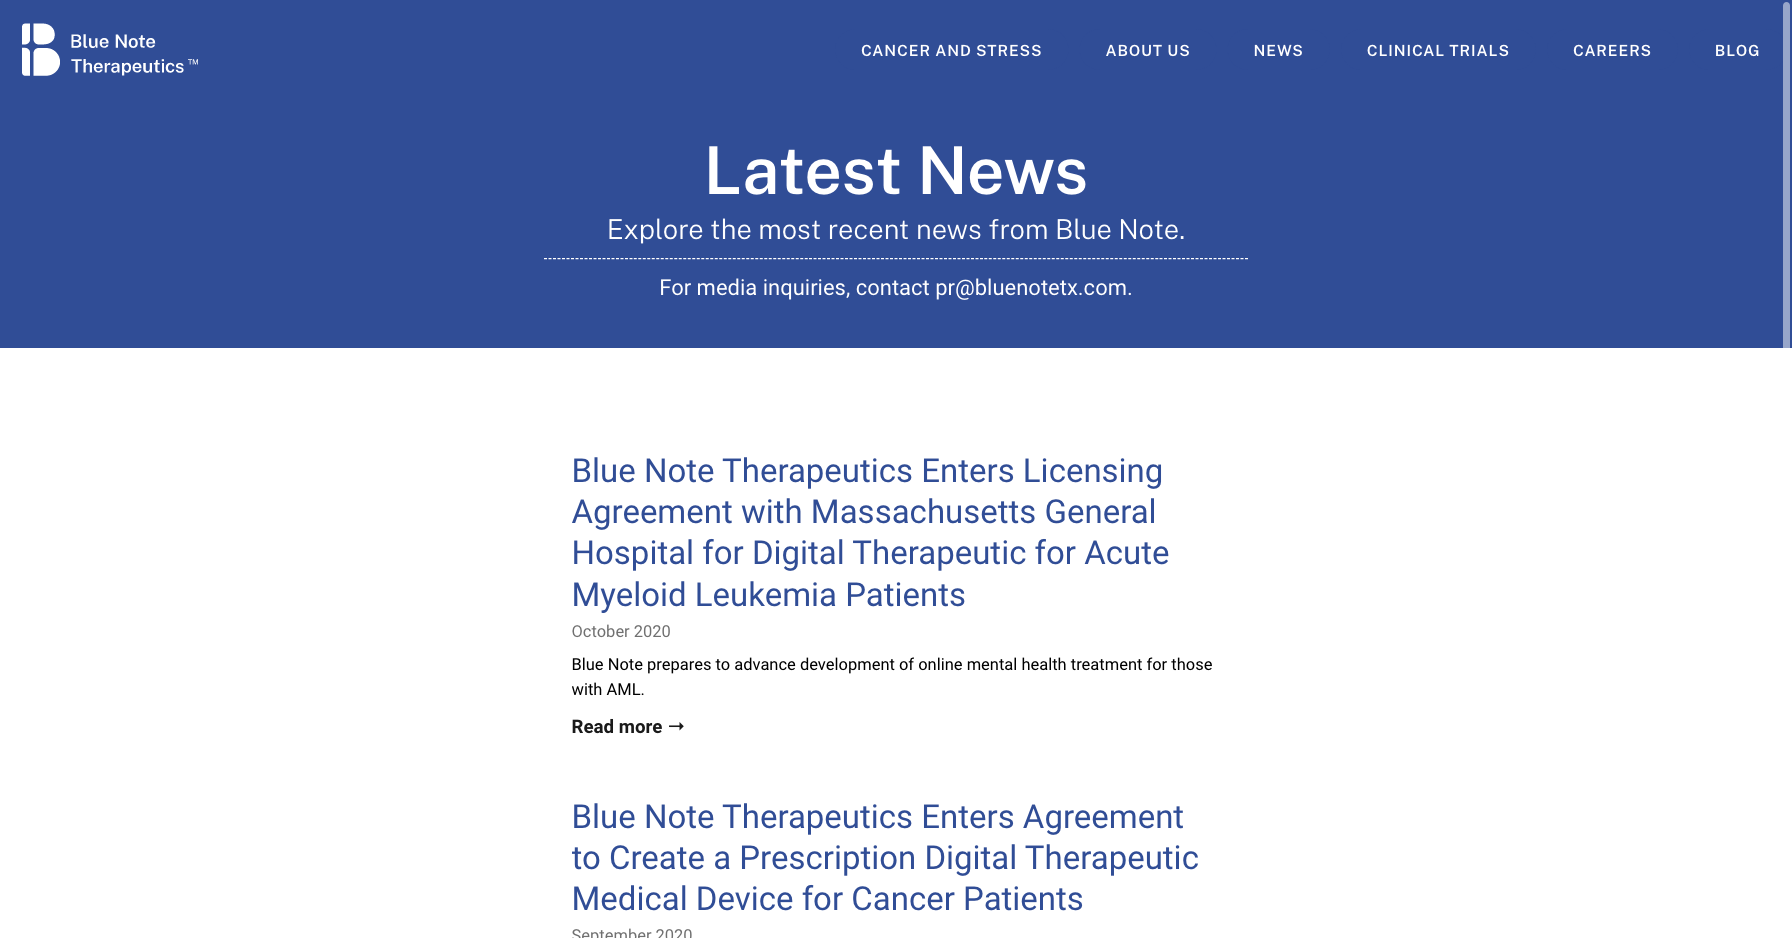 Blue Note
Therapeutics™
CANCER AND STRESS
ABOUT US
NEWS
CLINICAL TRIALS
CAREERS
BLOG
Latest News
Explore the most recent news from Blue Note.
For media inquiries, contact pr@bluenotetx.com.
Blue Note Therapeutics Enters Licensing
Agreement with Massachusetts General
Hospital for Digital Therapeutic for Acute
Myeloid Leukemia Patients
October 2020
Blue Note prepares to advance development of online mental health treatment for those
with AML.
Read more →
Blue Note Therapeutics Enters Agreement
to Create a Prescription Digital Therapeutic
Medical Device for Cancer Patients
September 2020